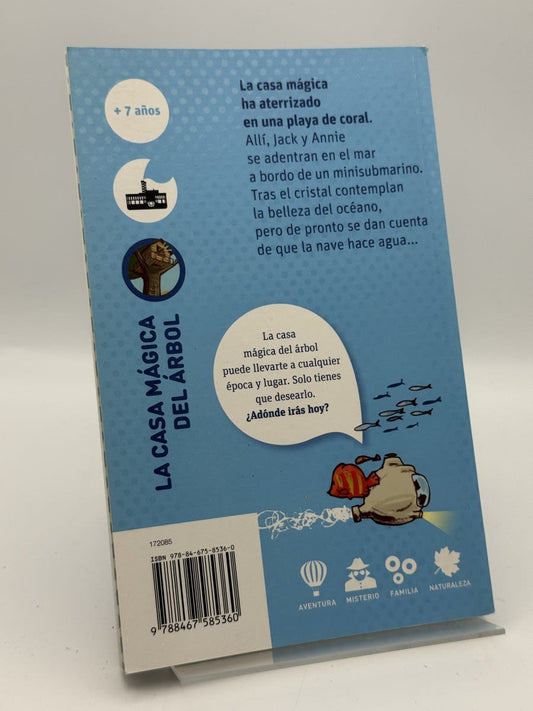 La casa mágica
ha aterrizado
en una playa de coral.
Allí, Jack y Annie
se adentran en el mar
a bordo de un minisubmarino.
Tras el cristal contemplan
la belleza del océano,
pero de pronto se dan cuenta
de que la nave hace agua...
+ 7 años
LA CASA MÁGICA
DEL ÁRBOL
La casa
mágica del árbol
puede llevarte a cualquier
época y lugar. Solo tienes
que desearlo.
¿Adónde irás hoy?
172085
ISBN 978-84-675-8536-0
9 788467 585360
AVENTURA
MISTERIO
FAMILIA
NATURALEZA